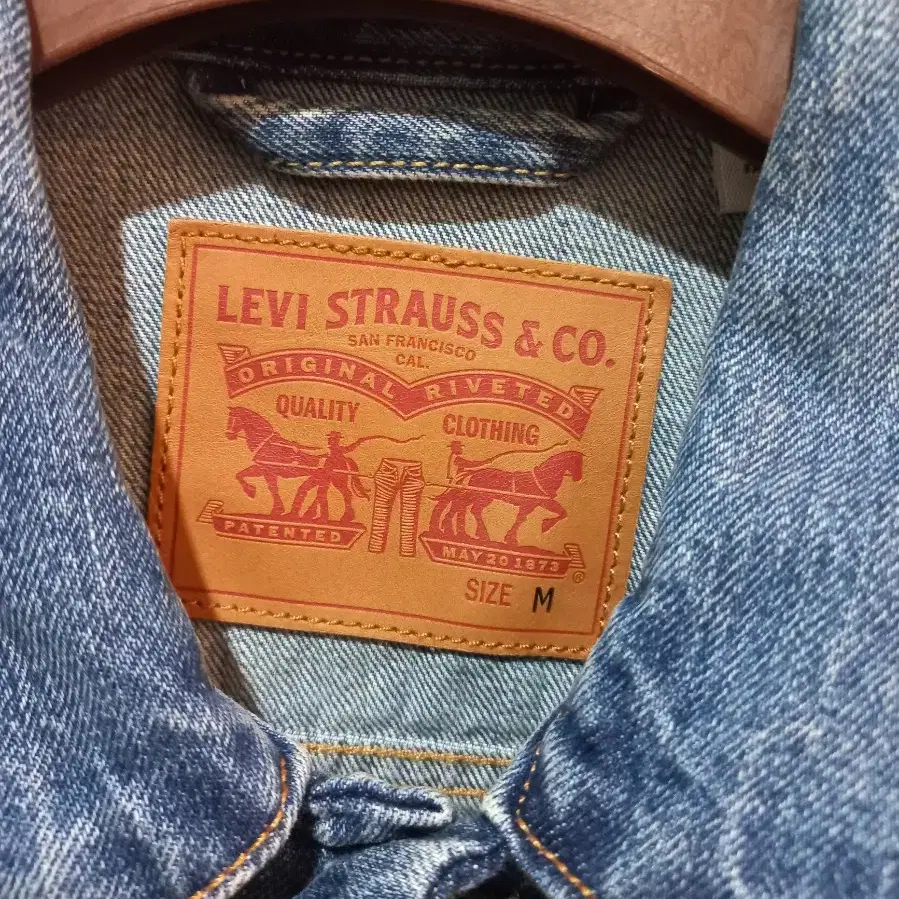 LEVI STRAUSS & CO.
SAN FRANCISCO
CAL.
ORIGINAL RIVETED
QUALITY CLOTHING
PATENTED
MAY 20 1873
®
SIZE M